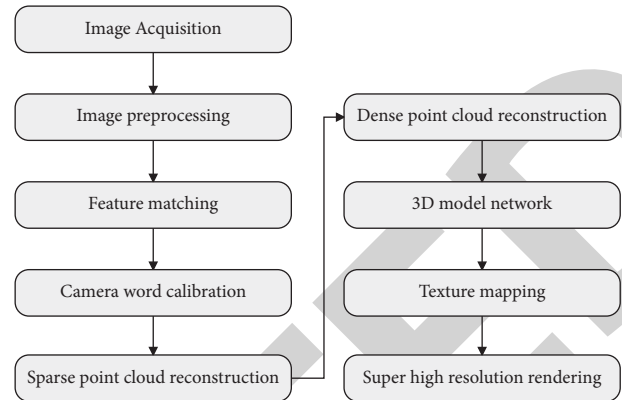 Image Acquisition
Image preprocessing
Feature matching
Camera word calibration
Sparse point cloud reconstruction
Dense point cloud reconstruction
3D model network
Texture mapping
Super high resolution rendering